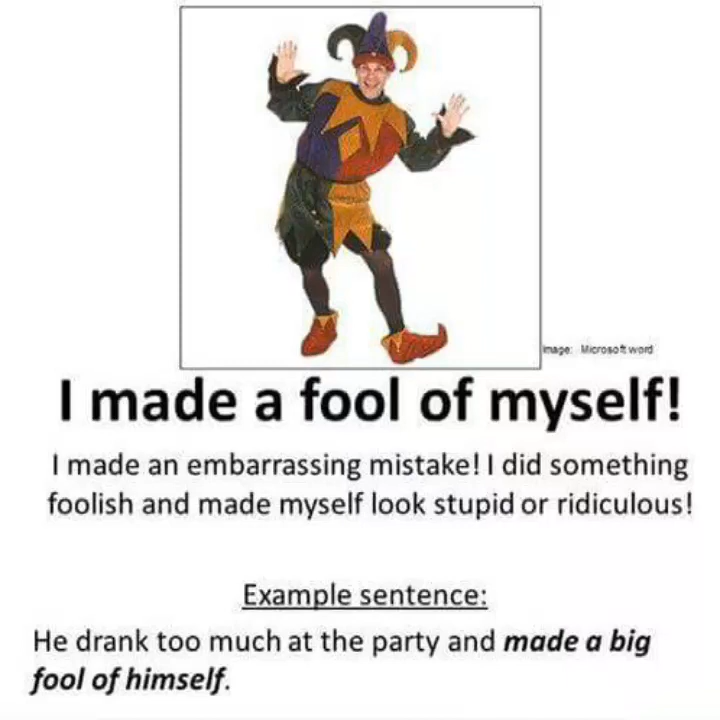 Image: Microsoft word
I made a fool of myself!
I made an embarrassing mistake! I did something
foolish and made myself look stupid or ridiculous!
Example sentence:
He drank too much at the party and made a big
fool of himself.